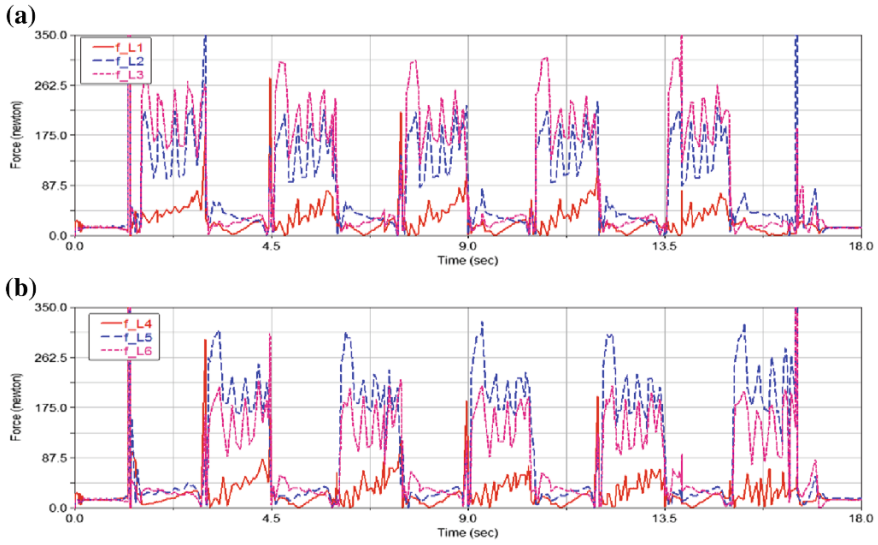 (a)
350.0
262.5
175.0
87.5
0.0
Force (newton)
f_L1
f_L2
f_L3
0.0 4.5 9.0 13.5 18.0
Time (sec)
(b)
350.0
262.5
175.0
87.5
0.0
Force (newton)
f_L4
f_L5
f_L6
0.0 4.5 9.0 13.5 18.0
Time (sec)